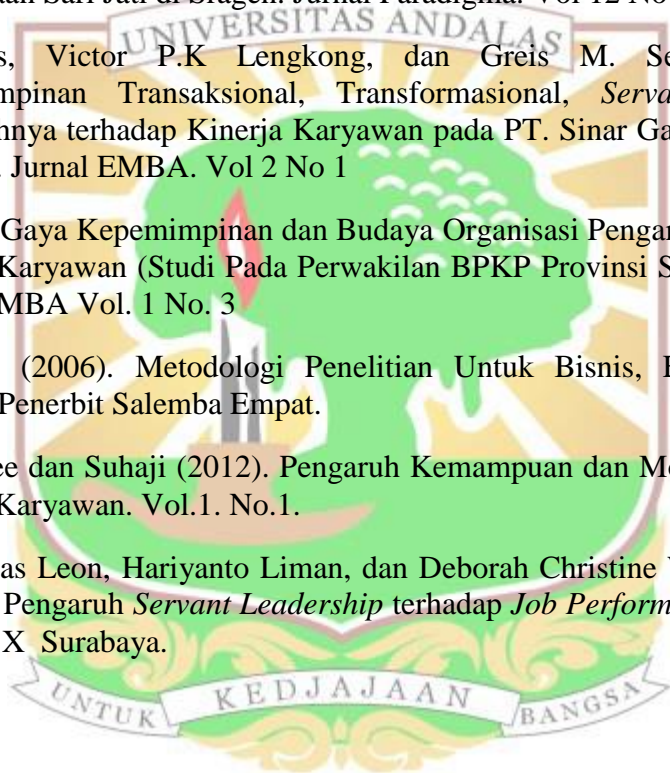 aan Sari Jati di Sragen. Jurnal Paradigma. Vol 12 No
UNIVERSITAS ANDALAS
s, Victor P.K Lengkong, dan Greis M. Se
mpinan Transaksional, Transformasional, Serva
hnya terhadap Kinerja Karyawan pada PT. Sinar Ga
. Jurnal EMBA. Vol 2 No 1
Gaya Kepemimpinan dan Budaya Organisasi Pengar
Karyawan (Studi Pada Perwakilan BPKP Provinsi S
MBA Vol. 1 No. 3
(2006). Metodologi Penelitian Untuk Bisnis,
Penerbit Salemba Empat.
ee dan Suhaji (2012). Pengaruh Kemampuan dan Mo
Karyawan. Vol.1. No.1.
as Leon, Hariyanto Liman, dan Deborah Christine
Pengaruh Servant Leadership terhadap Job Perform
X Surabaya.
UNTUK KEDJAJAAN BANGSA